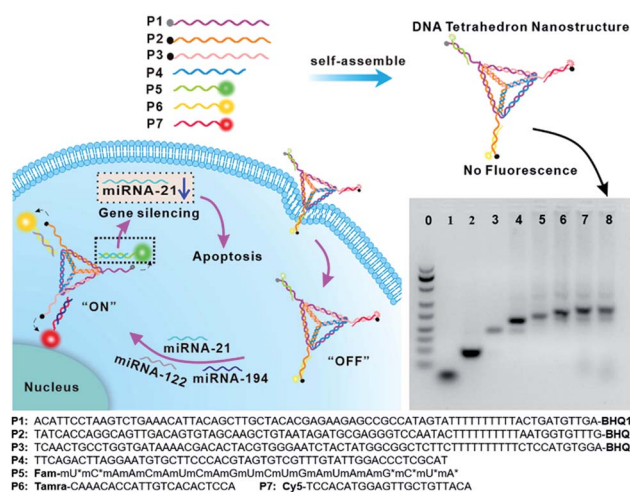 P1
P2
P3
P4
P5
P6
P7
self-assemble
DNA Tetrahedron Nanostructure
No Fluorescence
miRNA-21
Gene silencing
Apoptosis
"ON"
"OFF"
miRNA-21
miRNA-122
miRNA-194
Nucleus
0 1 2 3 4 5 6 7 8
P1: ACATTCCTAAGTCTGAAACATTACAGCTTGCTACACGAGAAGAGCCGCCATAGTATTTTTTTTTTACTGATGTTGA-BHQ1
P2: TATCACCAGGCAGTTGACAGTGTAGCAAGCTGTAATAGATGCGAGGGTCCAATACTTTTTTTTTTAATGGTGTTTG-BHQ
P3: TCAACTGCCTGGTGATAAAACGACACTACGTGGGAATCTACTATGGCGGCTCTTCTTTTTTTTTTCTCCATGTGGA-BHQ
P4: TTCAGACTTAGGAATGTGCTTCCCACGTAGTGTCGTTTGTATTGGACCCTCGCAT
P5: Fam-mU*mC*mAmAmCmAmUmCmAmGmUmCmUmGmAmUmAmAmG*mC*mU*mA*
P6: Tamra-CAAACACCATTGTCACACTCCA P7: Cy5-TCCACATGGAGTTGCTGTTACA